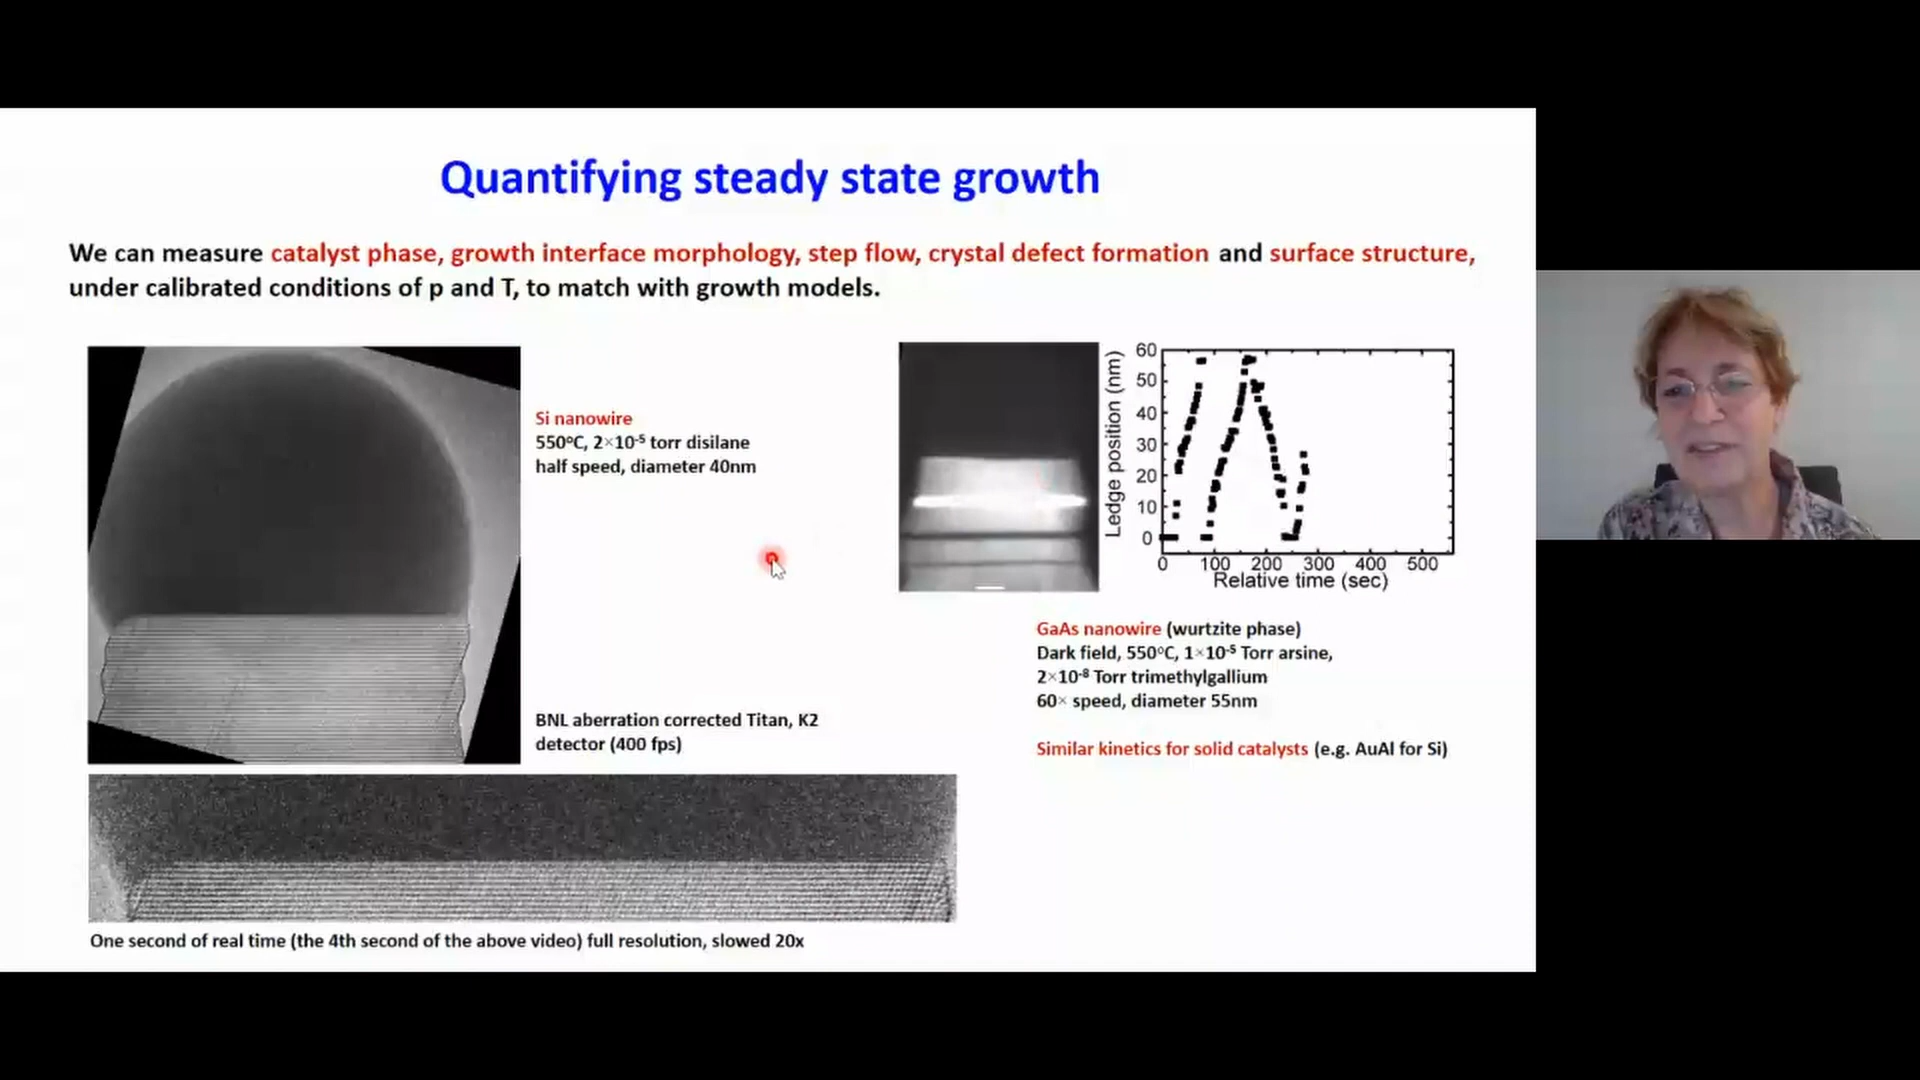 Quantifying steady state growth
We can measure catalyst phase, growth interface morphology, step flow, crystal defect formation and surface structure,
under calibrated conditions of p and T, to match with growth models.
Si nanowire
550ºC, 2×10⁻⁵ torr disilane
half speed, diameter 40nm
BNL aberration corrected Titan, K2
detector (400 fps)
Ledge position (nm)
60
50
40
30
20
10
0
0 100 200 300 400 500
Relative time (sec)
GaAs nanowire (wurtzite phase)
Dark field, 550ºC, 1×10⁻⁵ Torr arsine,
2×10⁻⁸ Torr trimethylgallium
60× speed, diameter 55nm
Similar kinetics for solid catalysts (e.g. AuAl for Si)
One second of real time (the 4th second of the above video) full resolution, slowed 20x